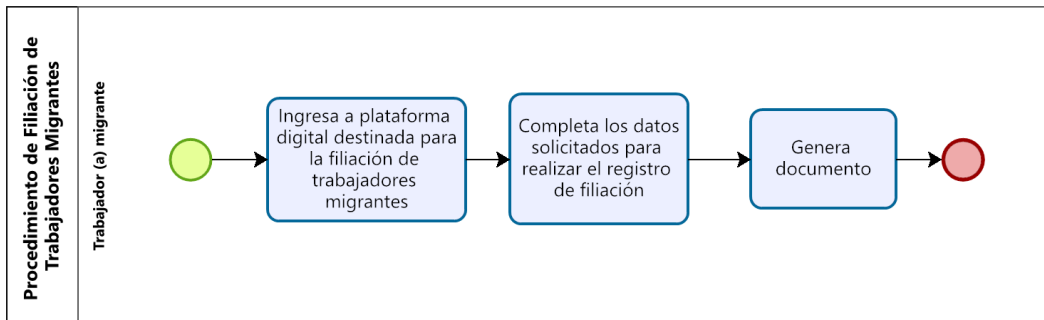 Procedimiento de Filiación de
Trabajadores Migrantes
Trabajador (a) migrante
Ingresa a plataforma
digital destinada para
la filiación de
trabajadores
migrantes
Completa los datos
solicitados para
realizar el registro
de filiación
Genera
documento